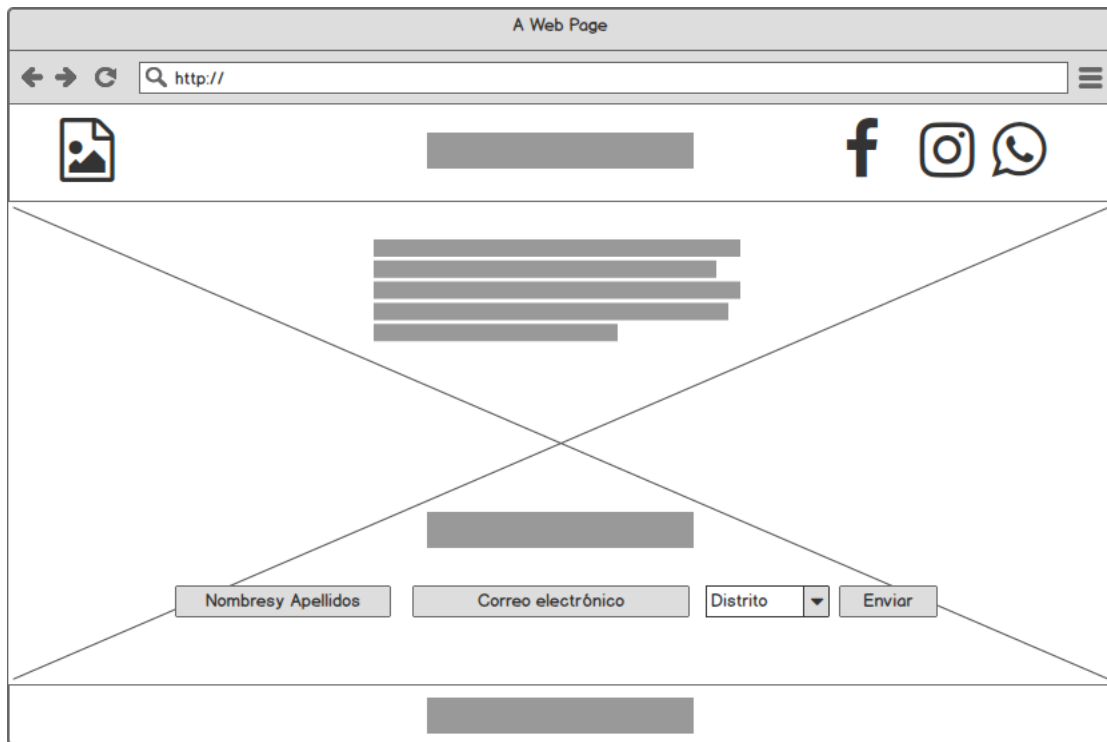 A Web Page
http://
Nombresy Apellidos
Correo electrónico
Distrito
Enviar